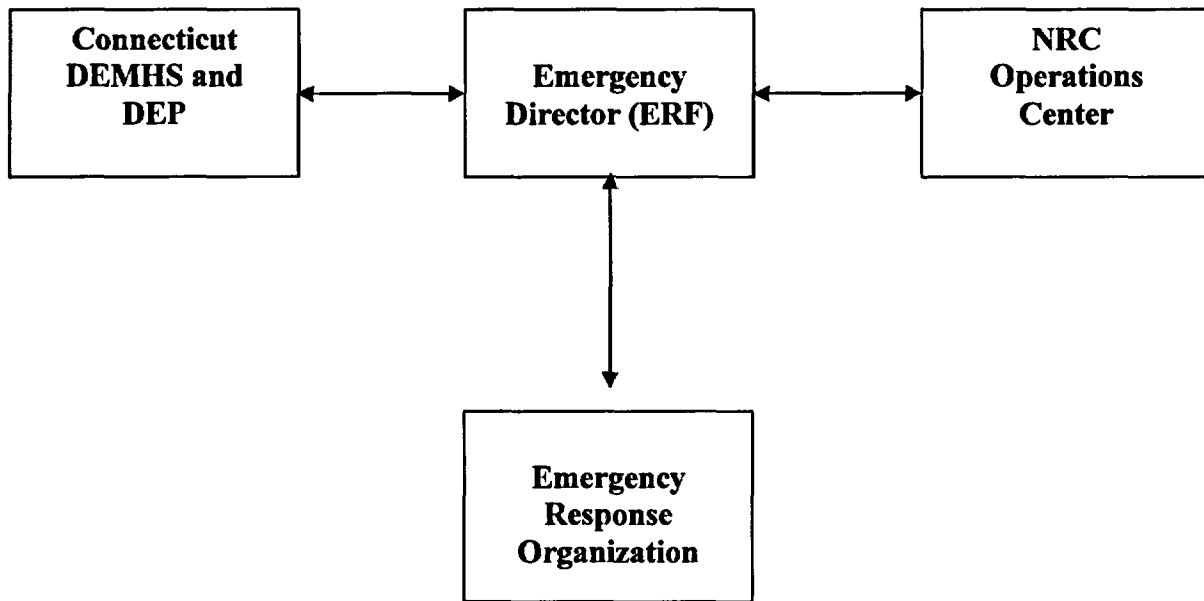 Connecticut
DEMHS and
DEP
Emergency
Director (ERF)
NRC
Operations
Center
Emergency
Response
Organization